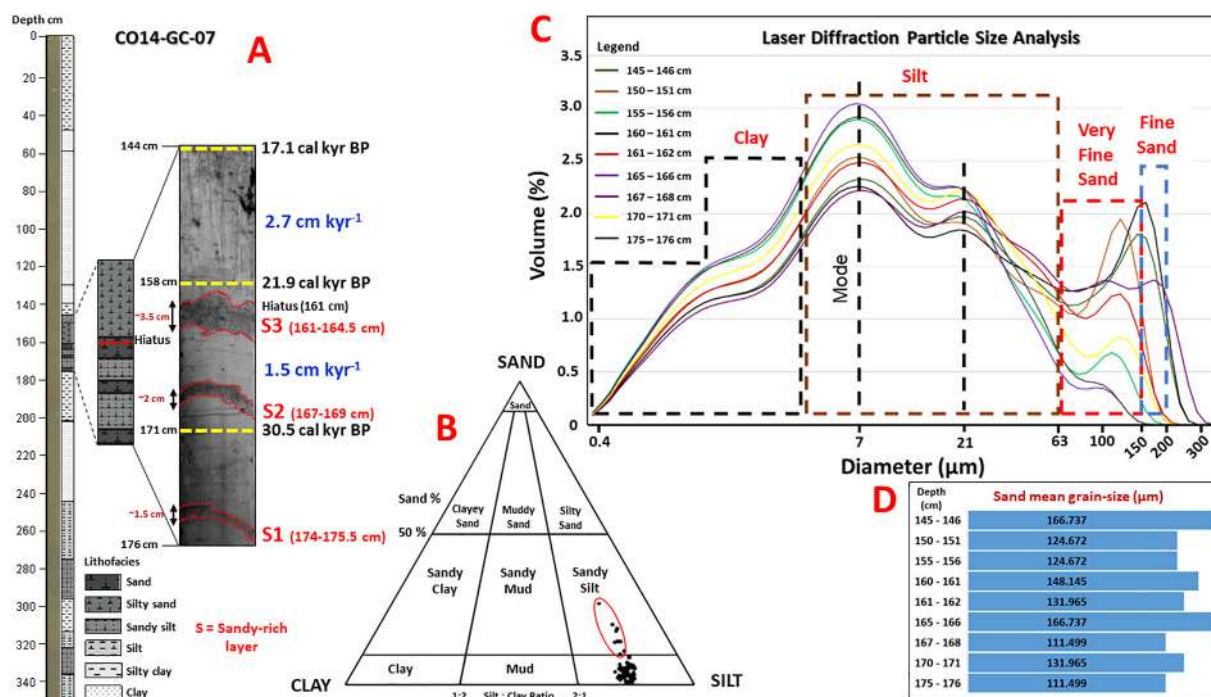 Depth cm
CO14-GC-07
A
0
20
40
60
80
100
120
140
160
180
200
220
240
260
280
300
320
340
144 cm
17.1 cal kyr BP
2.7 cm kyr-1
158 cm
21.9 cal kyr BP
~3.5 cm
Hiatus (161 cm)
S3 (161-164.5 cm)
Hiatus
1.5 cm kyr-1
~2 cm
S2 (167-169 cm)
171 cm
30.5 cal kyr BP
~1.5 cm
S1 (174-175.5 cm)
176 cm
Lithofacies
Sand
Silty sand
Sandy silt
Silt
Silty clay
Clay
S = Sandy-rich
layer
B
SAND
Sand
Sand %
50 %
Clayey
Sand
Muddy
Sand
Silty
Sand
Sandy
Clay
Sandy
Mud
Sandy
Silt
Clay
Mud
CLAY
SILT
1:2 Silt : Clay Ratio 2:1
C
Laser Diffraction Particle Size Analysis
Legend
145 – 146 cm
150 – 151 cm
155 – 156 cm
160 – 161 cm
161 – 162 cm
165 – 166 cm
167 – 168 cm
170 – 171 cm
175 – 176 cm
Clay
Silt
Very
Fine
Sand
Fine
Sand
Mode
Volume (%)
3.5
3.0
2.5
2.0
1.5
1.0
0.5
0
0.4
7
21
63
100
150
200
300
Diameter (µm)
D
Depth
(cm)
Sand mean grain-size (µm)
145 - 146 166.737
150 - 151 124.672
155 - 156 124.672
160 - 161 148.145
161 - 162 131.965
165 - 166 166.737
167 - 168 111.499
170 - 171 131.965
175 - 176 111.499